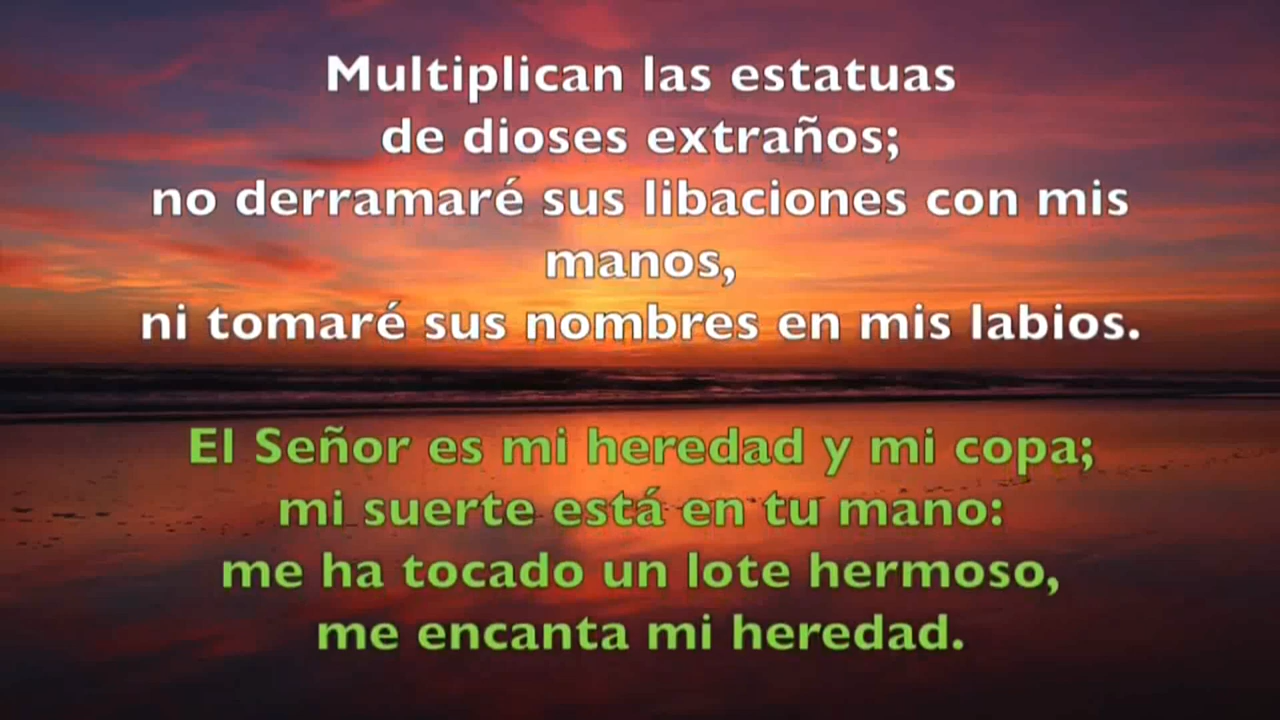 Multiplican las estatuas
de dioses extraños;
no derramaré sus libaciones con mis
manos,
ni tomaré sus nombres en mis labios.
El Señor es mi heredad y mi copa;
mi suerte está en tu mano:
me ha tocado un lote hermoso,
me encanta mi heredad.